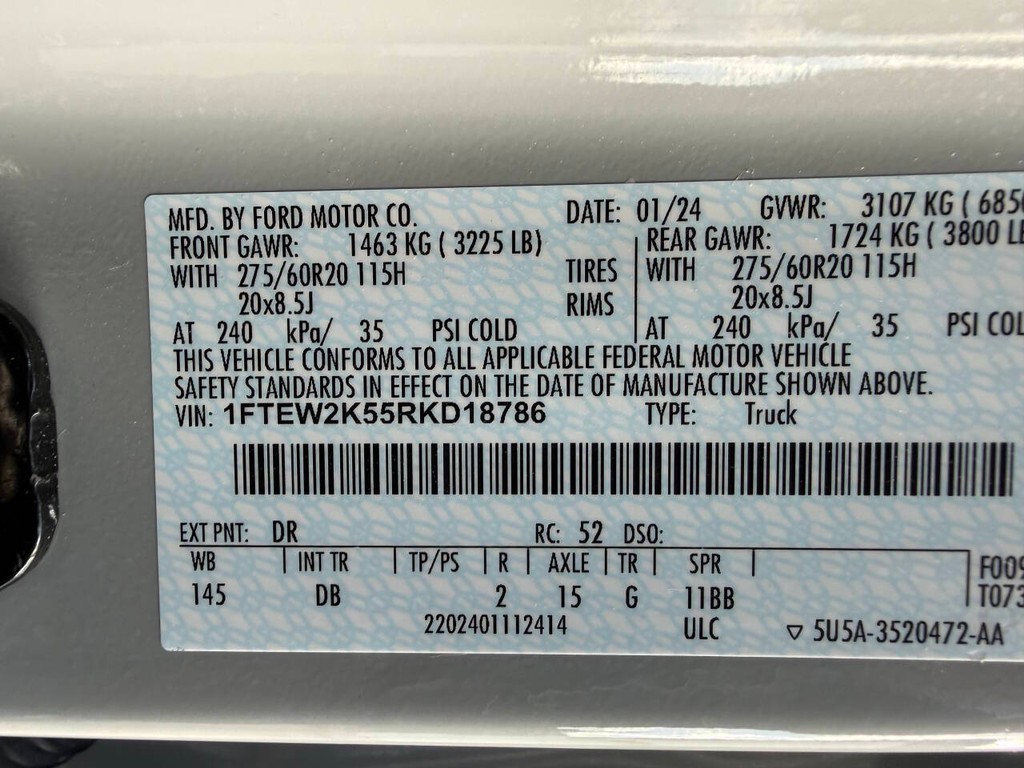 MFD. BY FORD MOTOR CO. DATE: 01/24 GVWR: 3107 KG ( 6850
FRONT GAWR: 1463 KG ( 3225 LB) REAR GAWR: 1724 KG ( 3800 LB
WITH 275/60R20 115H TIRES WITH 275/60R20 115H
20x8.5J RIMS 20x8.5J
AT 240 kPa/ 35 PSI COLD AT 240 kPa/ 35 PSI COL
THIS VEHICLE CONFORMS TO ALL APPLICABLE FEDERAL MOTOR VEHICLE
SAFETY STANDARDS IN EFFECT ON THE DATE OF MANUFACTURE SHOWN ABOVE.
VIN: 1FTEW2K55RKD18786 TYPE: Truck
EXT PNT: DR RC: 52 DSO:
WB INT TR TP/PS R AXLE TR SPR F009
145 DB 2 15 G 11BB T073
2202401112414 ULC ▽ 5U5A-3520472-AA